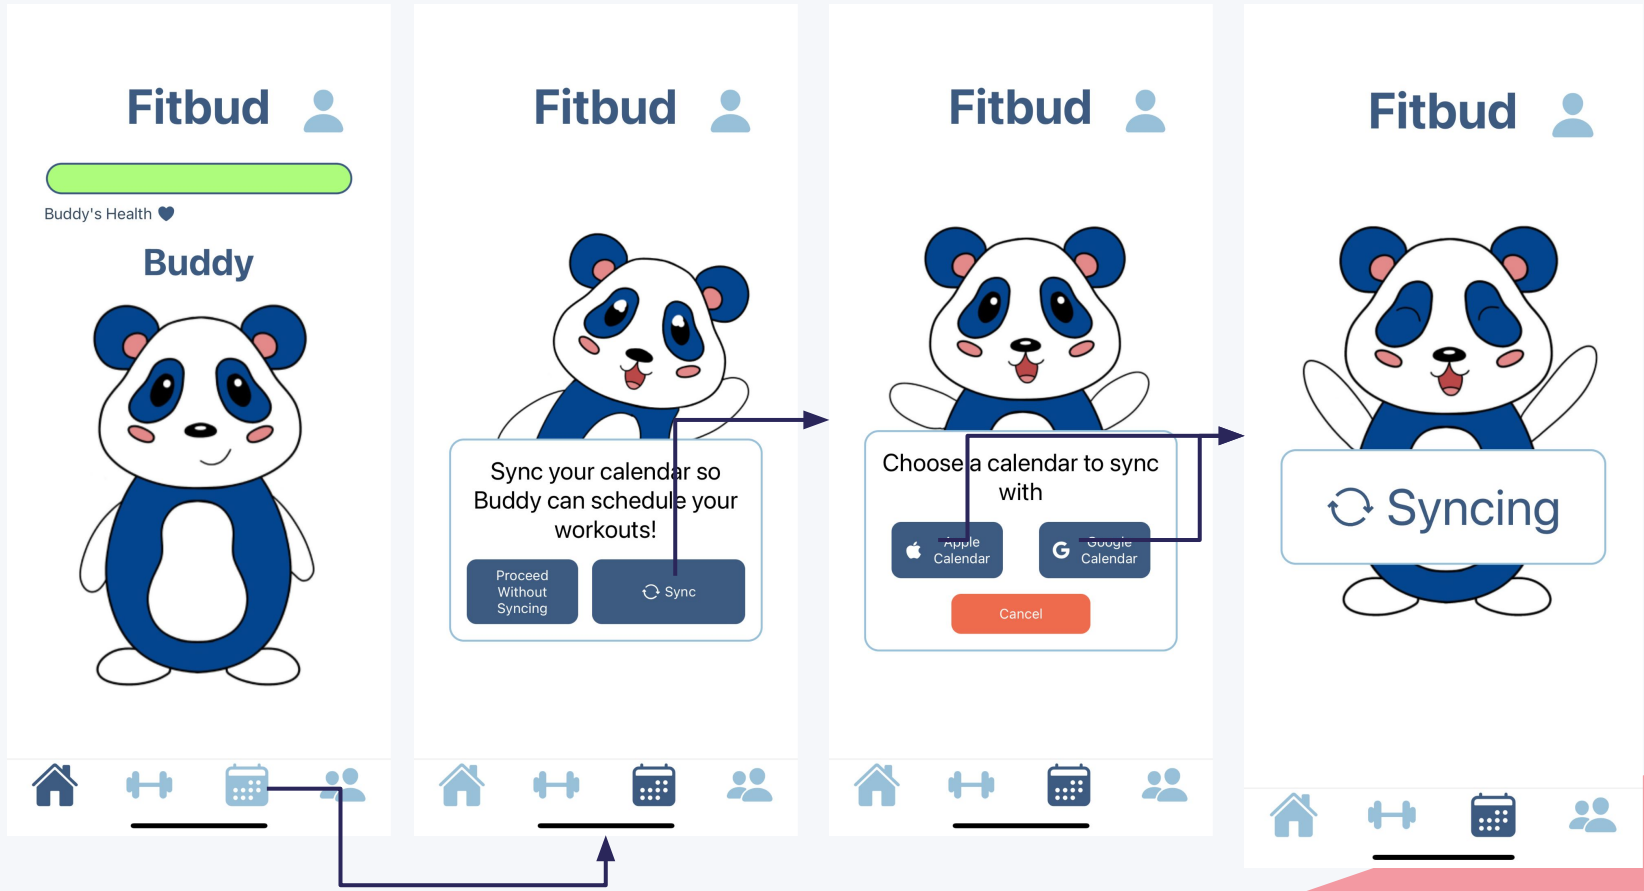 Fitbud
Buddy's Health
Buddy
Fitbud
Sync your calendar so
Buddy can schedule your
workouts!
Proceed
Without
Syncing
Sync
Fitbud
Choose a calendar to sync
with
Apple
Calendar
Google
Calendar
Cancel
Fitbud
Syncing